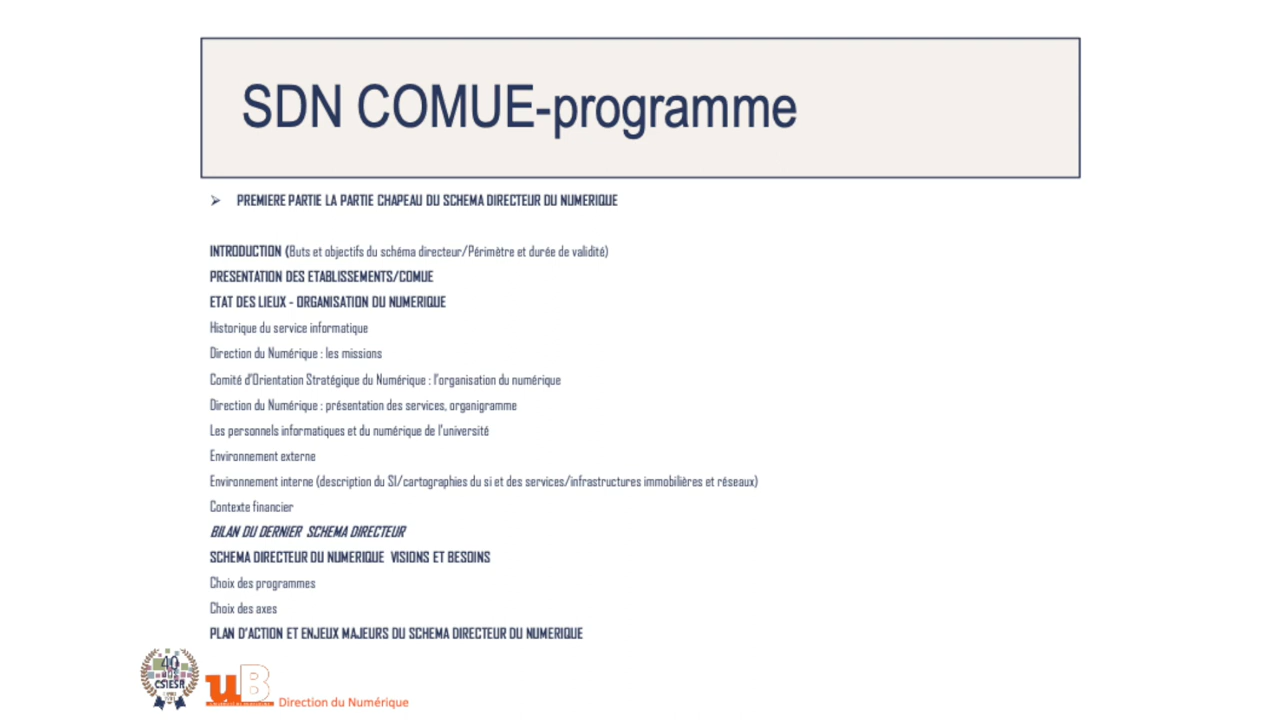 SDN COMUE-programme
➢ PREMIERE PARTIE LA PARTIE CHAPEAU DU SCHEMA DIRECTEUR DU NUMERIQUE
INTRODUCTION (Buts et objectifs du schéma directeur/Périmètre et durée de validité)
PRESENTATION DES ETABLISSEMENTS/COMUE
ETAT DES LIEUX - ORGANISATION DU NUMERIQUE
Historique du service informatique
Direction du Numérique : les missions
Comité d'Orientation Stratégique du Numérique : l'organisation du numérique
Direction du Numérique : présentation des services, organigramme
Les personnels informatiques et du numérique de l'université
Environnement externe
Environnement interne (description du SI/cartographies du si et des services/infrastructures immobilières et réseaux)
Contexte financier
BILAN DU DERNIER SCHEMA DIRECTEUR
SCHEMA DIRECTEUR DU NUMERIQUE VISIONS ET BESOINS
Choix des programmes
Choix des axes
PLAN D'ACTION ET ENJEUX MAJEURS DU SCHEMA DIRECTEUR DU NUMERIQUE
40
ans
CSIESR
uB
Direction du Numérique